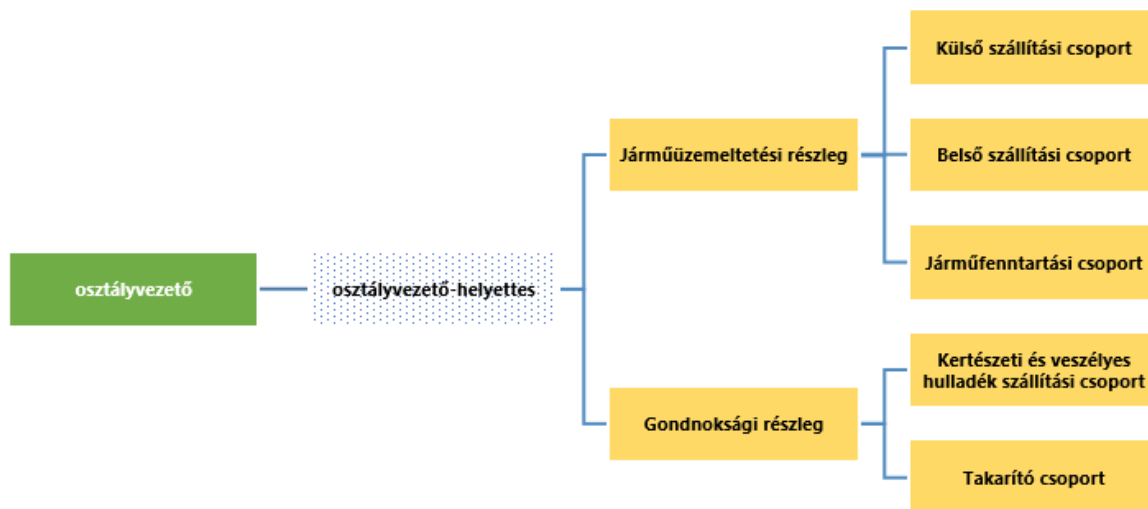 osztályvezető
osztályvezető-helyettes
Járműüzemeltetési részleg
Külső szállítási csoport
Belső szállítási csoport
Járműfenntartási csoport
Gondnoksági részleg
Kertészeti és veszélyes
hulladék szállítási csoport
Takarító csoport